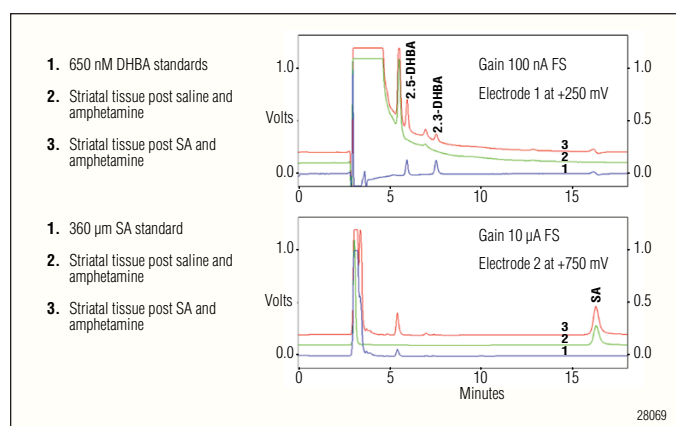 1. 650 nM DHBA standards
2. Striatal tissue post saline and
amphetamine
3. Striatal tissue post SA and
amphetamine
1.0
Volts
0.0
2.5-DHBA
2.3-DHBA
Gain 100 nA FS
Electrode 1 at +250 mV
3
2
1
1.0
0.5
0.0
0
5
10
15
1. 360 µm SA standard
2. Striatal tissue post saline and
amphetamine
3. Striatal tissue post SA and
amphetamine
1.0
Volts
0.0
Gain 10 µA FS
Electrode 2 at +750 mV
SA
3
2
1
1.0
0.5
0.0
0
5
10
15
Minutes
28069